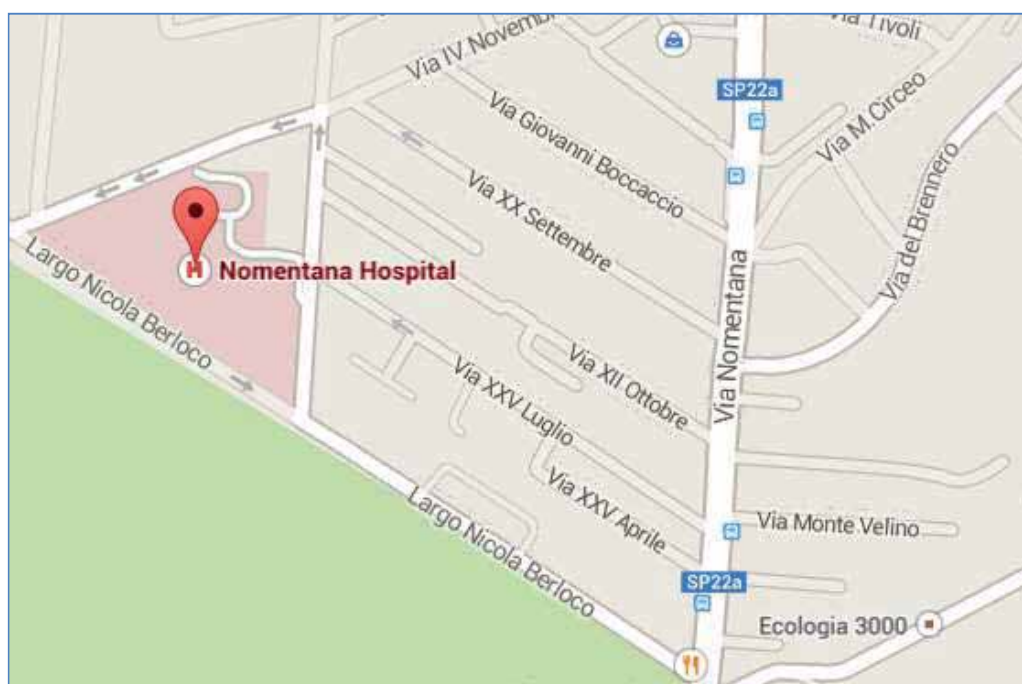 Via Tivoli
Via IV Novemb
SP22a
Via M.Circeo
Via Giovanni Boccaccio
Via del Brennero
Via XX Settembre
Nomentana Hospital
Via Nomentana
Largo Nicola Berloco
Via XII Ottobre
Via XXV Luglio
Via XXV Aprile
Via Monte Velino
Largo Nicola Berloco
SP22a
Ecologia 3000
H